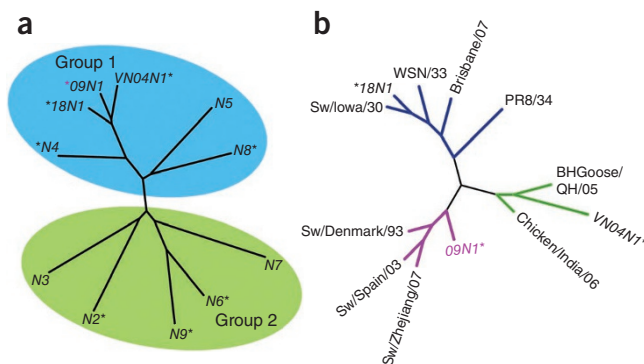 a
Group 1
*09N1
VN04N1*
*18N1
N5
*N4
N8*
N3
N7
N2*
N6*
N9*
Group 2
b
Brisbane/07
WSN/33
*18N1
Sw/Iowa/30
PR8/34
BHGoose/
QH/05
VN04N1*
Chicken/India/06
Sw/Denmark/93
09N1*
Sw/Spain/03
Sw/Zhejiang/07